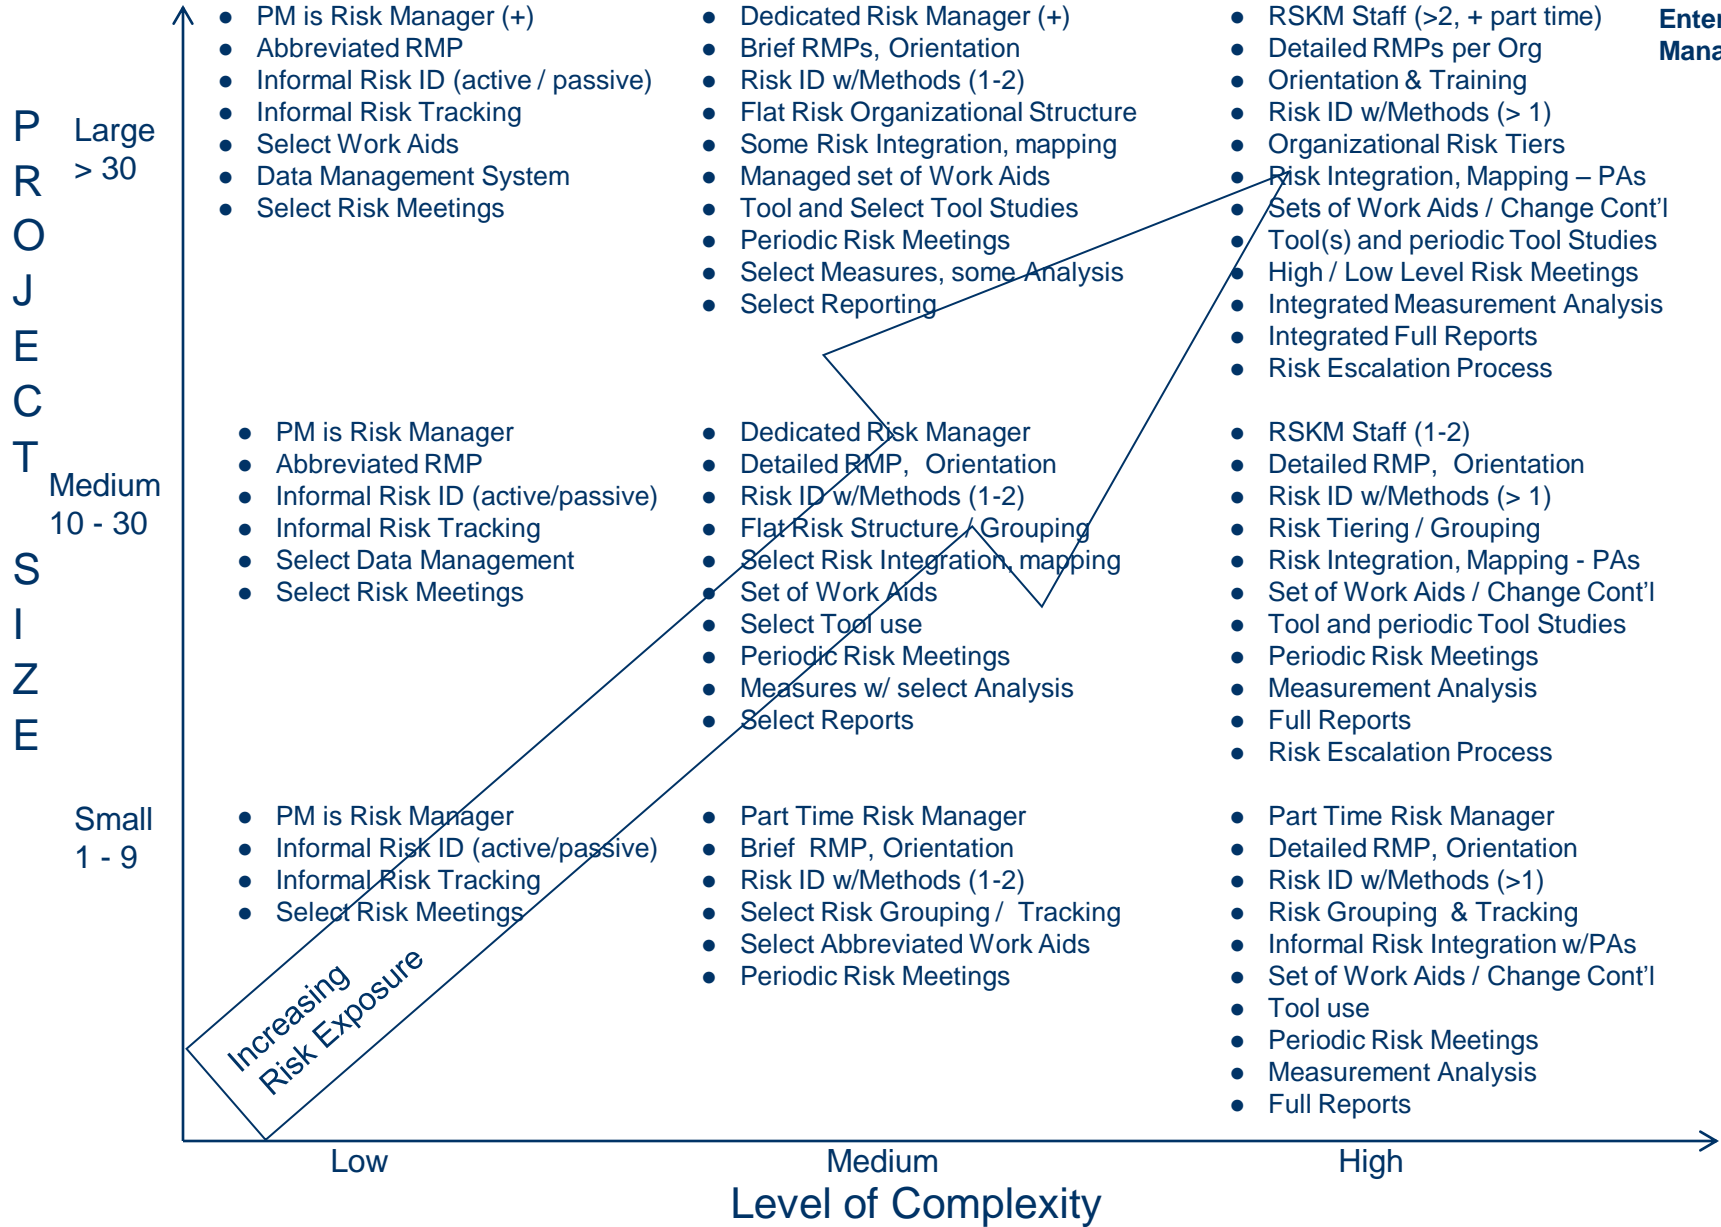 PROJECT SIZE
Large
> 30
● PM is Risk Manager (+)
● Abbreviated RMP
● Informal Risk ID (active / passive)
● Informal Risk Tracking
● Select Work Aids
● Data Management System
● Select Risk Meetings
● Dedicated Risk Manager (+)
● Brief RMPs, Orientation
● Risk ID w/Methods (1-2)
● Flat Risk Organizational Structure
● Some Risk Integration, mapping
● Managed set of Work Aids
● Tool and Select Tool Studies
● Periodic Risk Meetings
● Select Measures, some Analysis
● Select Reporting
● RSKM Staff (>2, + part time)
● Detailed RMPs per Org
● Orientation & Training
● Risk ID w/Methods (> 1)
● Organizational Risk Tiers
● Risk Integration, Mapping – PAs
● Sets of Work Aids / Change Cont’l
● Tool(s) and periodic Tool Studies
● High / Low Level Risk Meetings
● Integrated Measurement Analysis
● Integrated Full Reports
● Risk Escalation Process
Medium
10 - 30
● PM is Risk Manager
● Abbreviated RMP
● Informal Risk ID (active/passive)
● Informal Risk Tracking
● Select Data Management
● Select Risk Meetings
● Dedicated Risk Manager
● Detailed RMP, Orientation
● Risk ID w/Methods (1-2)
● Flat Risk Structure / Grouping
● Select Risk Integration, mapping
● Set of Work Aids
● Select Tool use
● Periodic Risk Meetings
● Measures w/ select Analysis
● Select Reports
● RSKM Staff (1-2)
● Detailed RMP, Orientation
● Risk ID w/Methods (> 1)
● Risk Tiering / Grouping
● Risk Integration, Mapping - PAs
● Set of Work Aids / Change Cont’l
● Tool and periodic Tool Studies
● Periodic Risk Meetings
● Measurement Analysis
● Full Reports
● Risk Escalation Process
Small
1 - 9
● PM is Risk Manager
● Informal Risk ID (active/passive)
● Informal Risk Tracking
● Select Risk Meetings
● Part Time Risk Manager
● Brief RMP, Orientation
● Risk ID w/Methods (1-2)
● Select Risk Grouping / Tracking
● Select Abbreviated Work Aids
● Periodic Risk Meetings
● Part Time Risk Manager
● Detailed RMP, Orientation
● Risk ID w/Methods (>1)
● Risk Grouping & Tracking
● Informal Risk Integration w/PAs
● Set of Work Aids / Change Cont’l
● Tool use
● Periodic Risk Meetings
● Measurement Analysis
● Full Reports
Increasing
Risk Exposure
Low
Medium
High
Level of Complexity